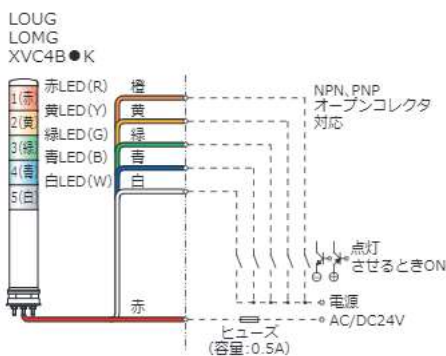 LOUG
LOMG
XVC4B●K
赤LED(R) 橙
黄LED(Y) 黄
緑LED(G) 緑
青LED(B) 青
白LED(W) 白
1(赤)
2(黄)
3(緑)
4(青)
5(白)
NPN、PNP
オープンコレクタ
対応
点灯
させるときON
赤
電源
AC/DC24V
ヒューズ
(容量:0.5A)